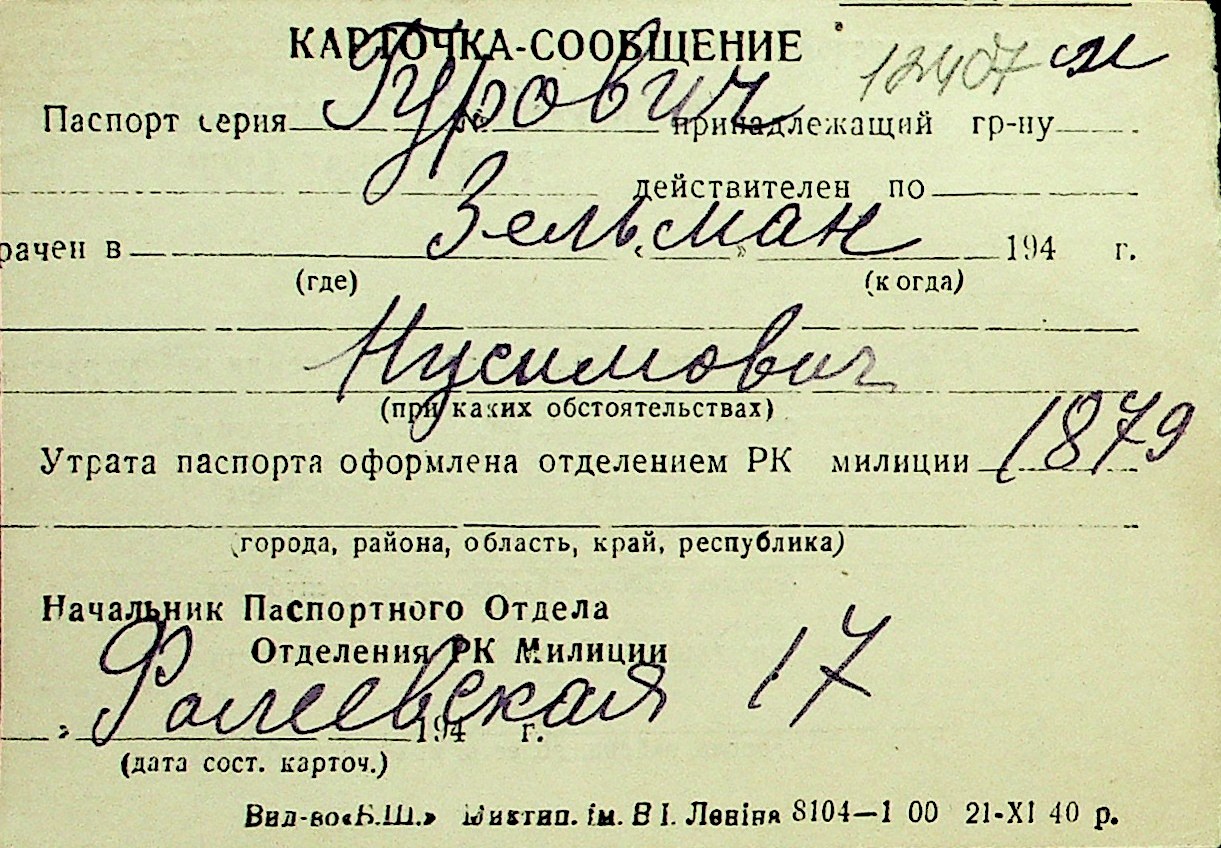 КАРТОЧКА-СООБЩЕНИЕ
12407 м
Гурович
Паспорт серия № принадлежащий гр-ну
действителен по
Зельман
рачен в « » 194 г.
(где) (когда)
Нусимович
(при каких обстоятельствах)
1879
Утрата паспорта оформлена отделением РК милиции
(города, района, область, край, республика)
Начальник Паспортного Отдела
Отделения РК Милиции
Фалеевская 17
» 194 г.
(дата сост. карточ.)
Вид-во «Б.Ш.» Миктип. ім. В І. Леніна 8104—1 00 21-XI 40 р.